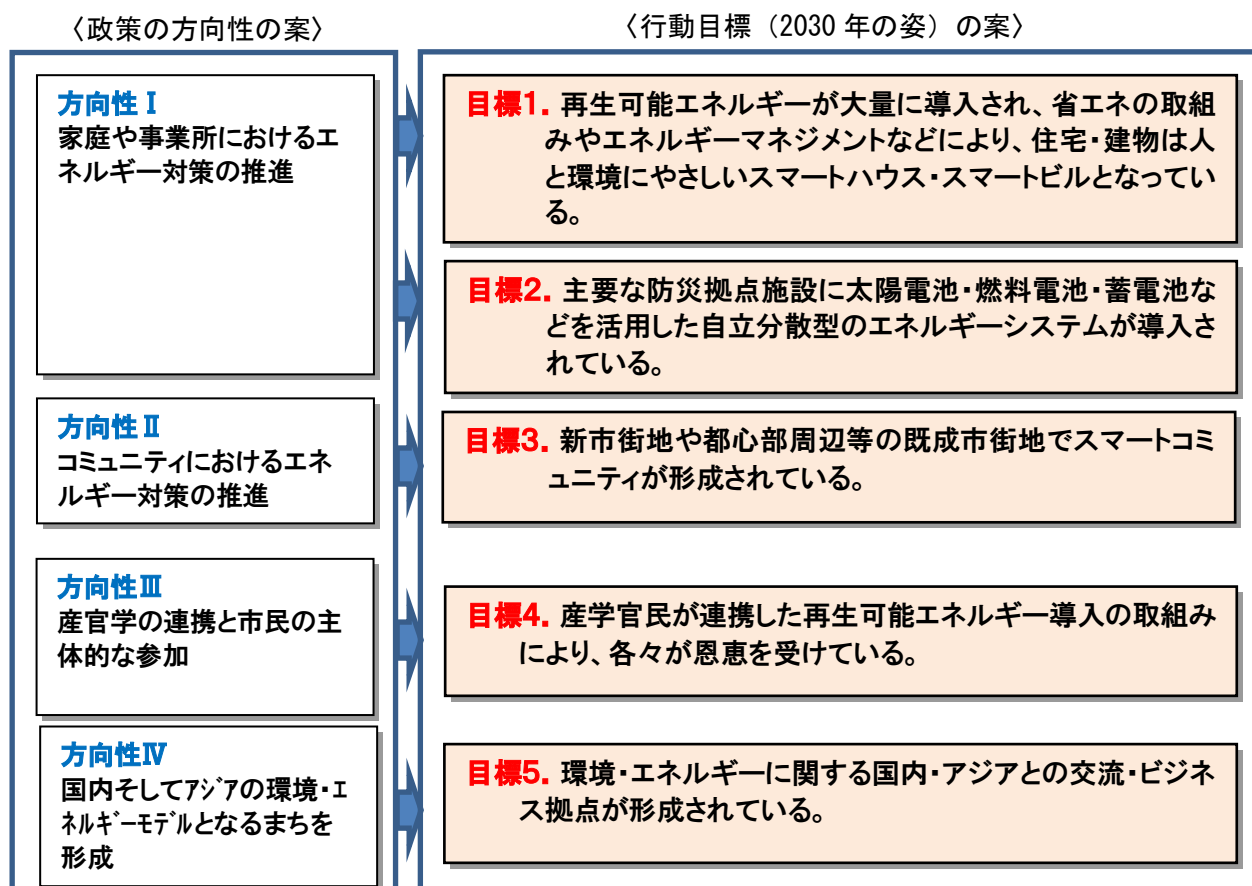 〈政策の方向性の案〉
〈行動目標（2030 年の姿）の案〉
方向性Ⅰ
家庭や事業所におけるエ
ネルギー対策の推進
目標1．再生可能エネルギーが大量に導入され、省エネの取組
みやエネルギーマネジメントなどにより、住宅・建物は人
と環境にやさしいスマートハウス・スマートビルとなってい
る。
目標2．主要な防災拠点施設に太陽電池・燃料電池・蓄電池な
どを活用した自立分散型のエネルギーシステムが導入さ
れている。
方向性Ⅱ
コミュニティにおけるエネ
ルギー対策の推進
目標3．新市街地や都心部周辺等の既成市街地でスマートコミ
ュニティが形成されている。
方向性Ⅲ
産官学の連携と市民の主
体的な参加
目標4．産学官民が連携した再生可能エネルギー導入の取組み
により、各々が恩恵を受けている。
方向性Ⅳ
国内そしてｱｼﾞｱの環境・エ
ﾈﾙｷﾞｰﾓﾃﾞﾙとなるまちを
形成
目標5．環境・エネルギーに関する国内・アジアとの交流・ビジネ
ス拠点が形成されている。